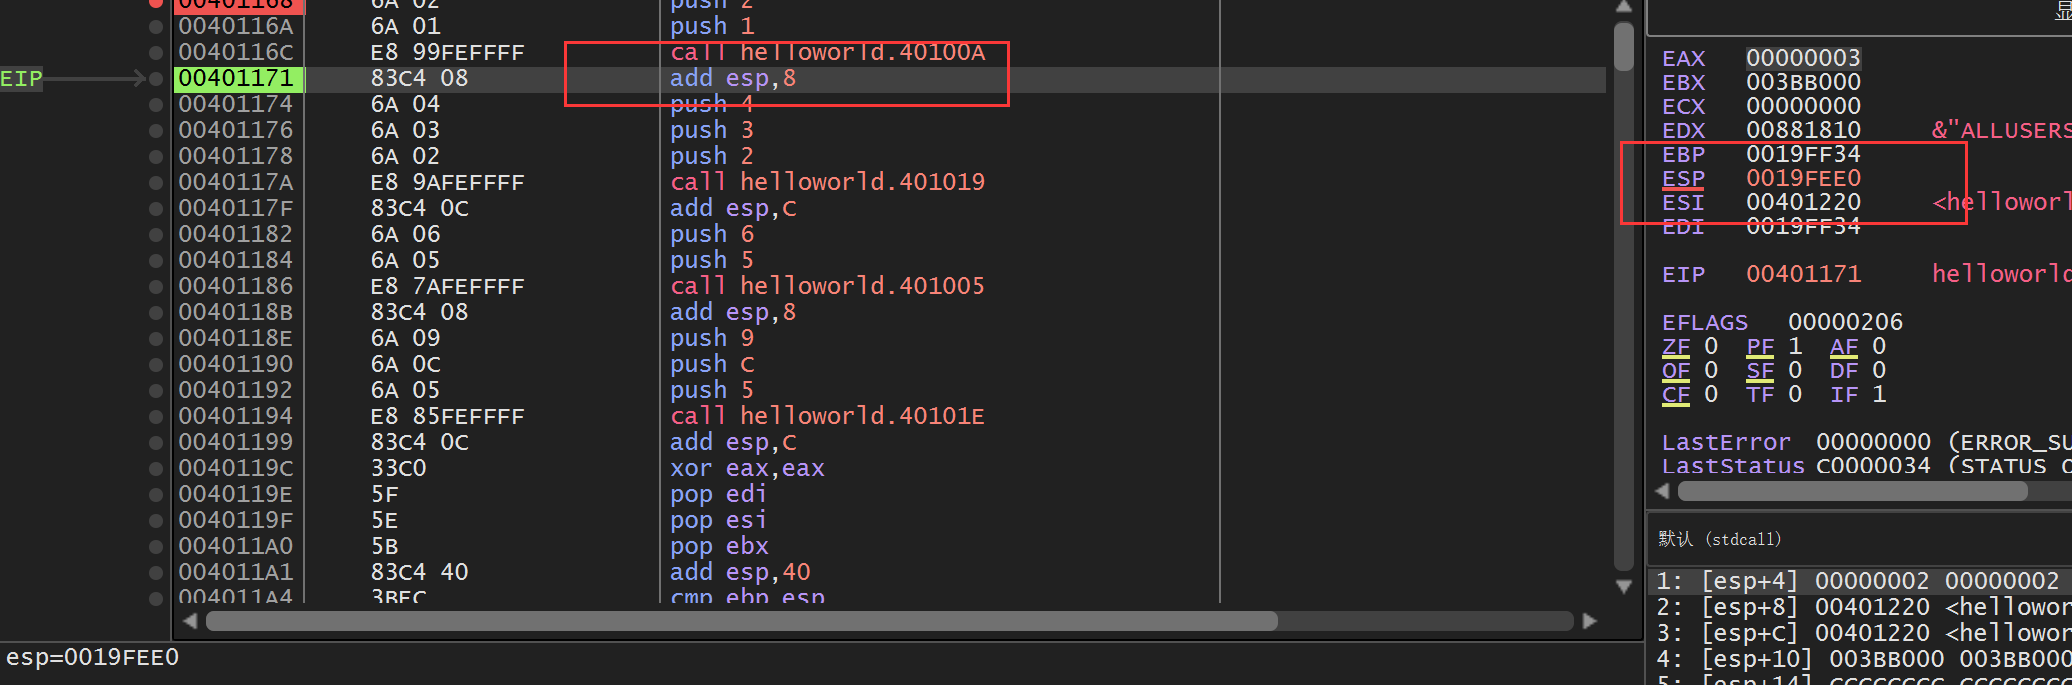 00401168 6A 02 push 2
0040116A 6A 01 push 1
0040116C E8 99FEFFFF call helloworld.40100A
EIP 00401171 83C4 08 add esp,8
00401174 6A 04 push 4
00401176 6A 03 push 3
00401178 6A 02 push 2
0040117A E8 9AFEFFFF call helloworld.401019
0040117F 83C4 0C add esp,C
00401182 6A 06 push 6
00401184 6A 05 push 5
00401186 E8 7AFEFFFF call helloworld.401005
0040118B 83C4 08 add esp,8
0040118E 6A 09 push 9
00401190 6A 0C push C
00401192 6A 05 push 5
00401194 E8 85FEFFFF call helloworld.40101E
00401199 83C4 0C add esp,C
0040119C 33C0 xor eax,eax
0040119E 5F pop edi
0040119F 5E pop esi
004011A0 5B pop ebx
004011A1 83C4 40 add esp,40
004011A4 3BEC cmp ebp,esp
esp=0019FEE0
EAX 00000003
EBX 003BB000
ECX 00000000
EDX 00881810 &"ALLUSERS
EBP 0019FF34
ESP 0019FEE0
ESI 00401220 <helloworl
EDI 0019FF34
EIP 00401171 helloworld
EFLAGS 00000206
ZF 0 PF 1 AF 0
OF 0 SF 0 DF 0
CF 0 TF 0 IF 1
LastError 00000000 (ERROR_SU
LastStatus C0000034 (STATUS_O
默认 (stdcall)
1: [esp+4] 00000002 00000002
2: [esp+8] 00401220 <hellowor
3: [esp+C] 00401220 <hellowor
4: [esp+10] 003BB000 003BB000
5: [esp+14] CCCCCCCC CCCCCCCC